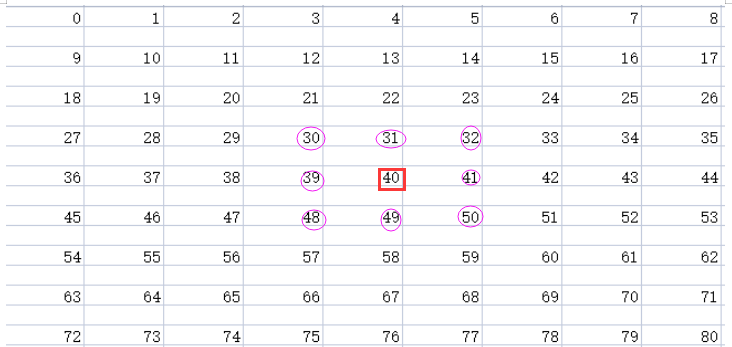 0 1 2 3 4 5 6 7 8
9 10 11 12 13 14 15 16 17
18 19 20 21 22 23 24 25 26
27 28 29 30 31 32 33 34 35
36 37 38 39 40 41 42 43 44
45 46 47 48 49 50 51 52 53
54 55 56 57 58 59 60 61 62
63 64 65 66 67 68 69 70 71
72 73 74 75 76 77 78 79 80